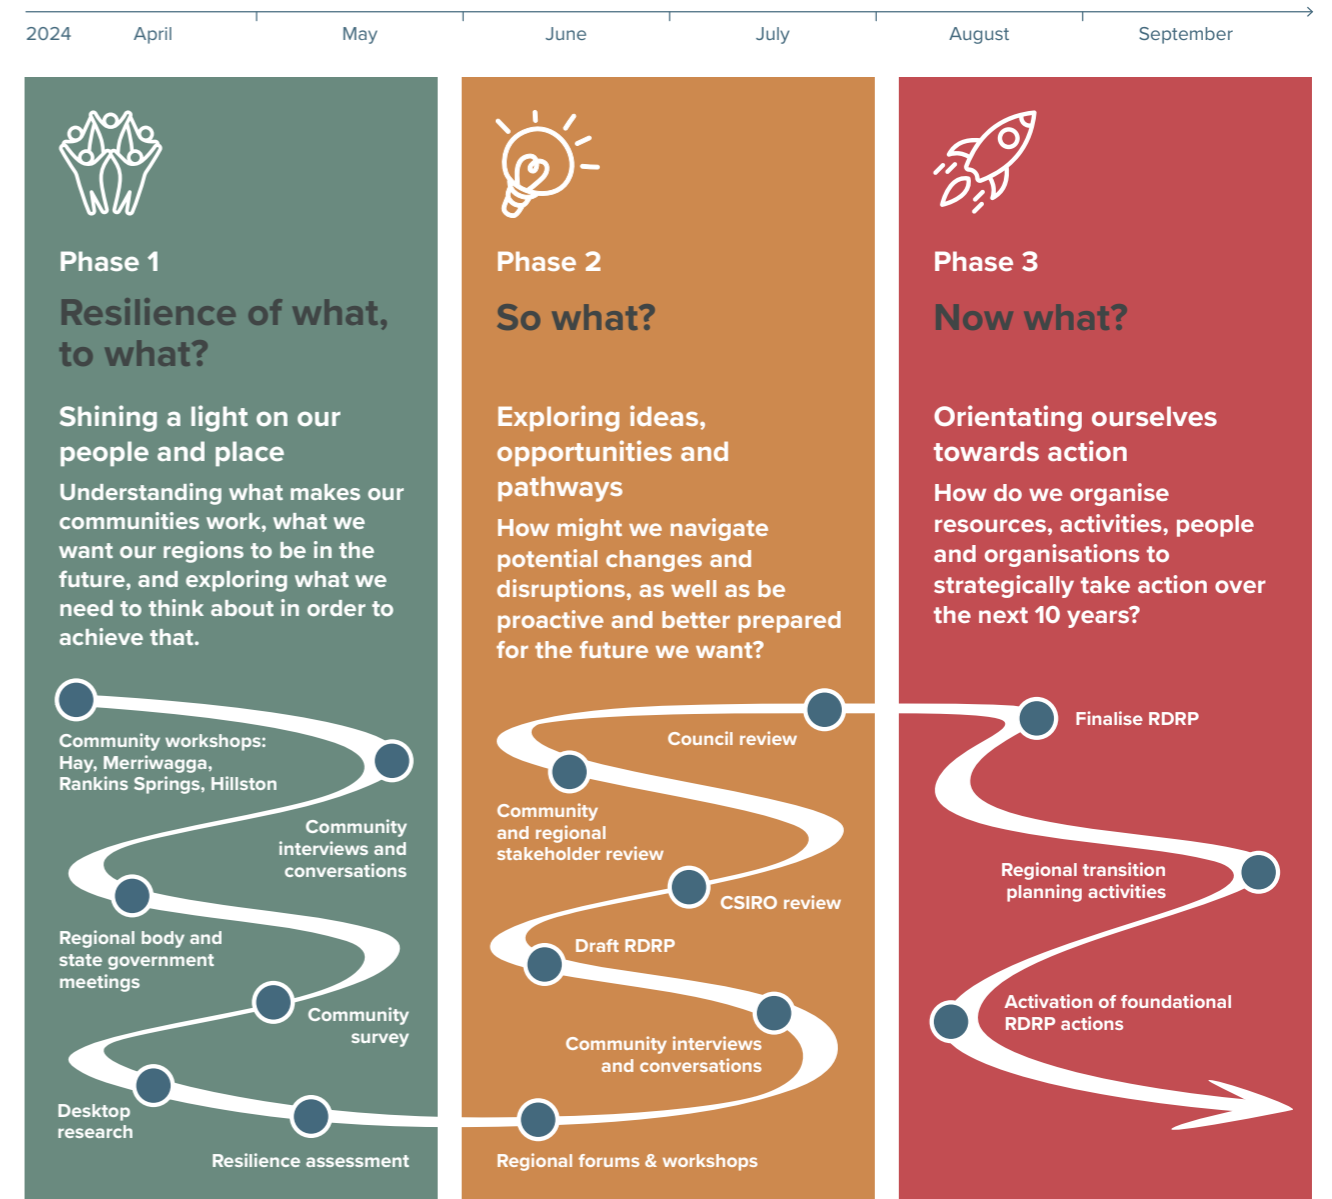 2024
April
May
June
July
August
September
Phase 1
Resilience of what,
to what?
Shining a light on our
people and place
Understanding what makes our
communities work, what we
want our regions to be in the
future, and exploring what we
need to think about in order to
achieve that.
Community workshops:
Hay, Merriwagga,
Rankins Springs, Hillston
Community
interviews and
conversations
Regional body and
state government
meetings
Community
survey
Desktop
research
Resilience assessment
Phase 2
So what?
Exploring ideas,
opportunities and
pathways
How might we navigate
potential changes and
disruptions, as well as be
proactive and better prepared
for the future we want?
Council review
Community
and regional
stakeholder review
CSIRO review
Draft RDRP
Community interviews
and conversations
Regional forums & workshops
Phase 3
Now what?
Orientating ourselves
towards action
How do we organise
resources, activities, people
and organisations to
strategically take action over
the next 10 years?
Finalise RDRP
Regional transition
planning activities
Activation of foundational
RDRP actions